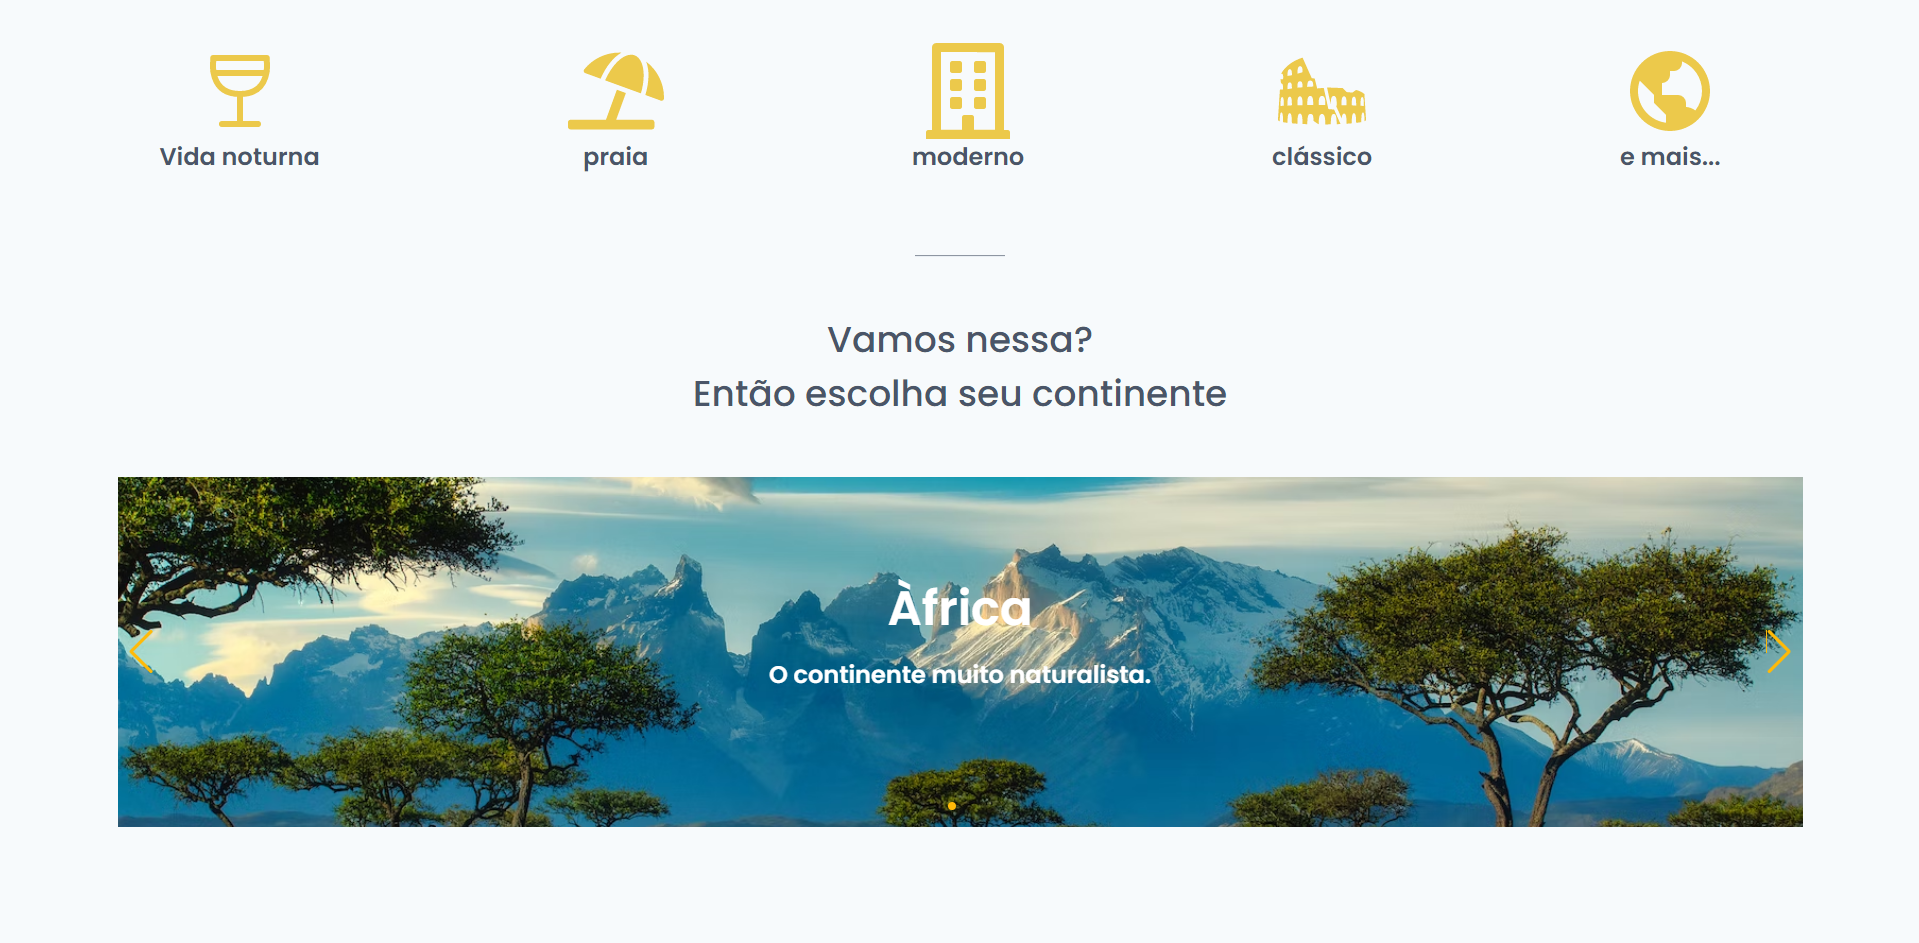 Vida noturna
praia
moderno
clássico
e mais...
Vamos nessa?
Então escolha seu continente
Àfrica
O continente muito naturalista.